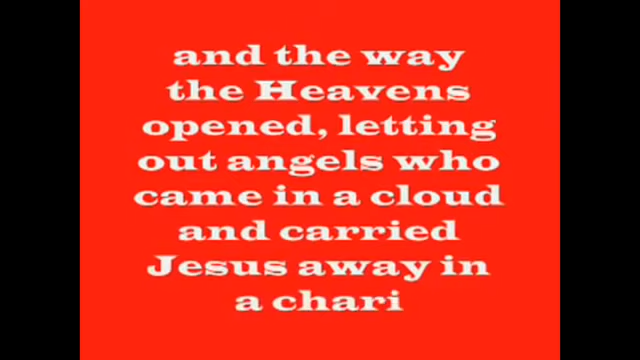 and the way
the Heavens
opened, letting
out angels who
came in a cloud
and carried
Jesus away in
a chari